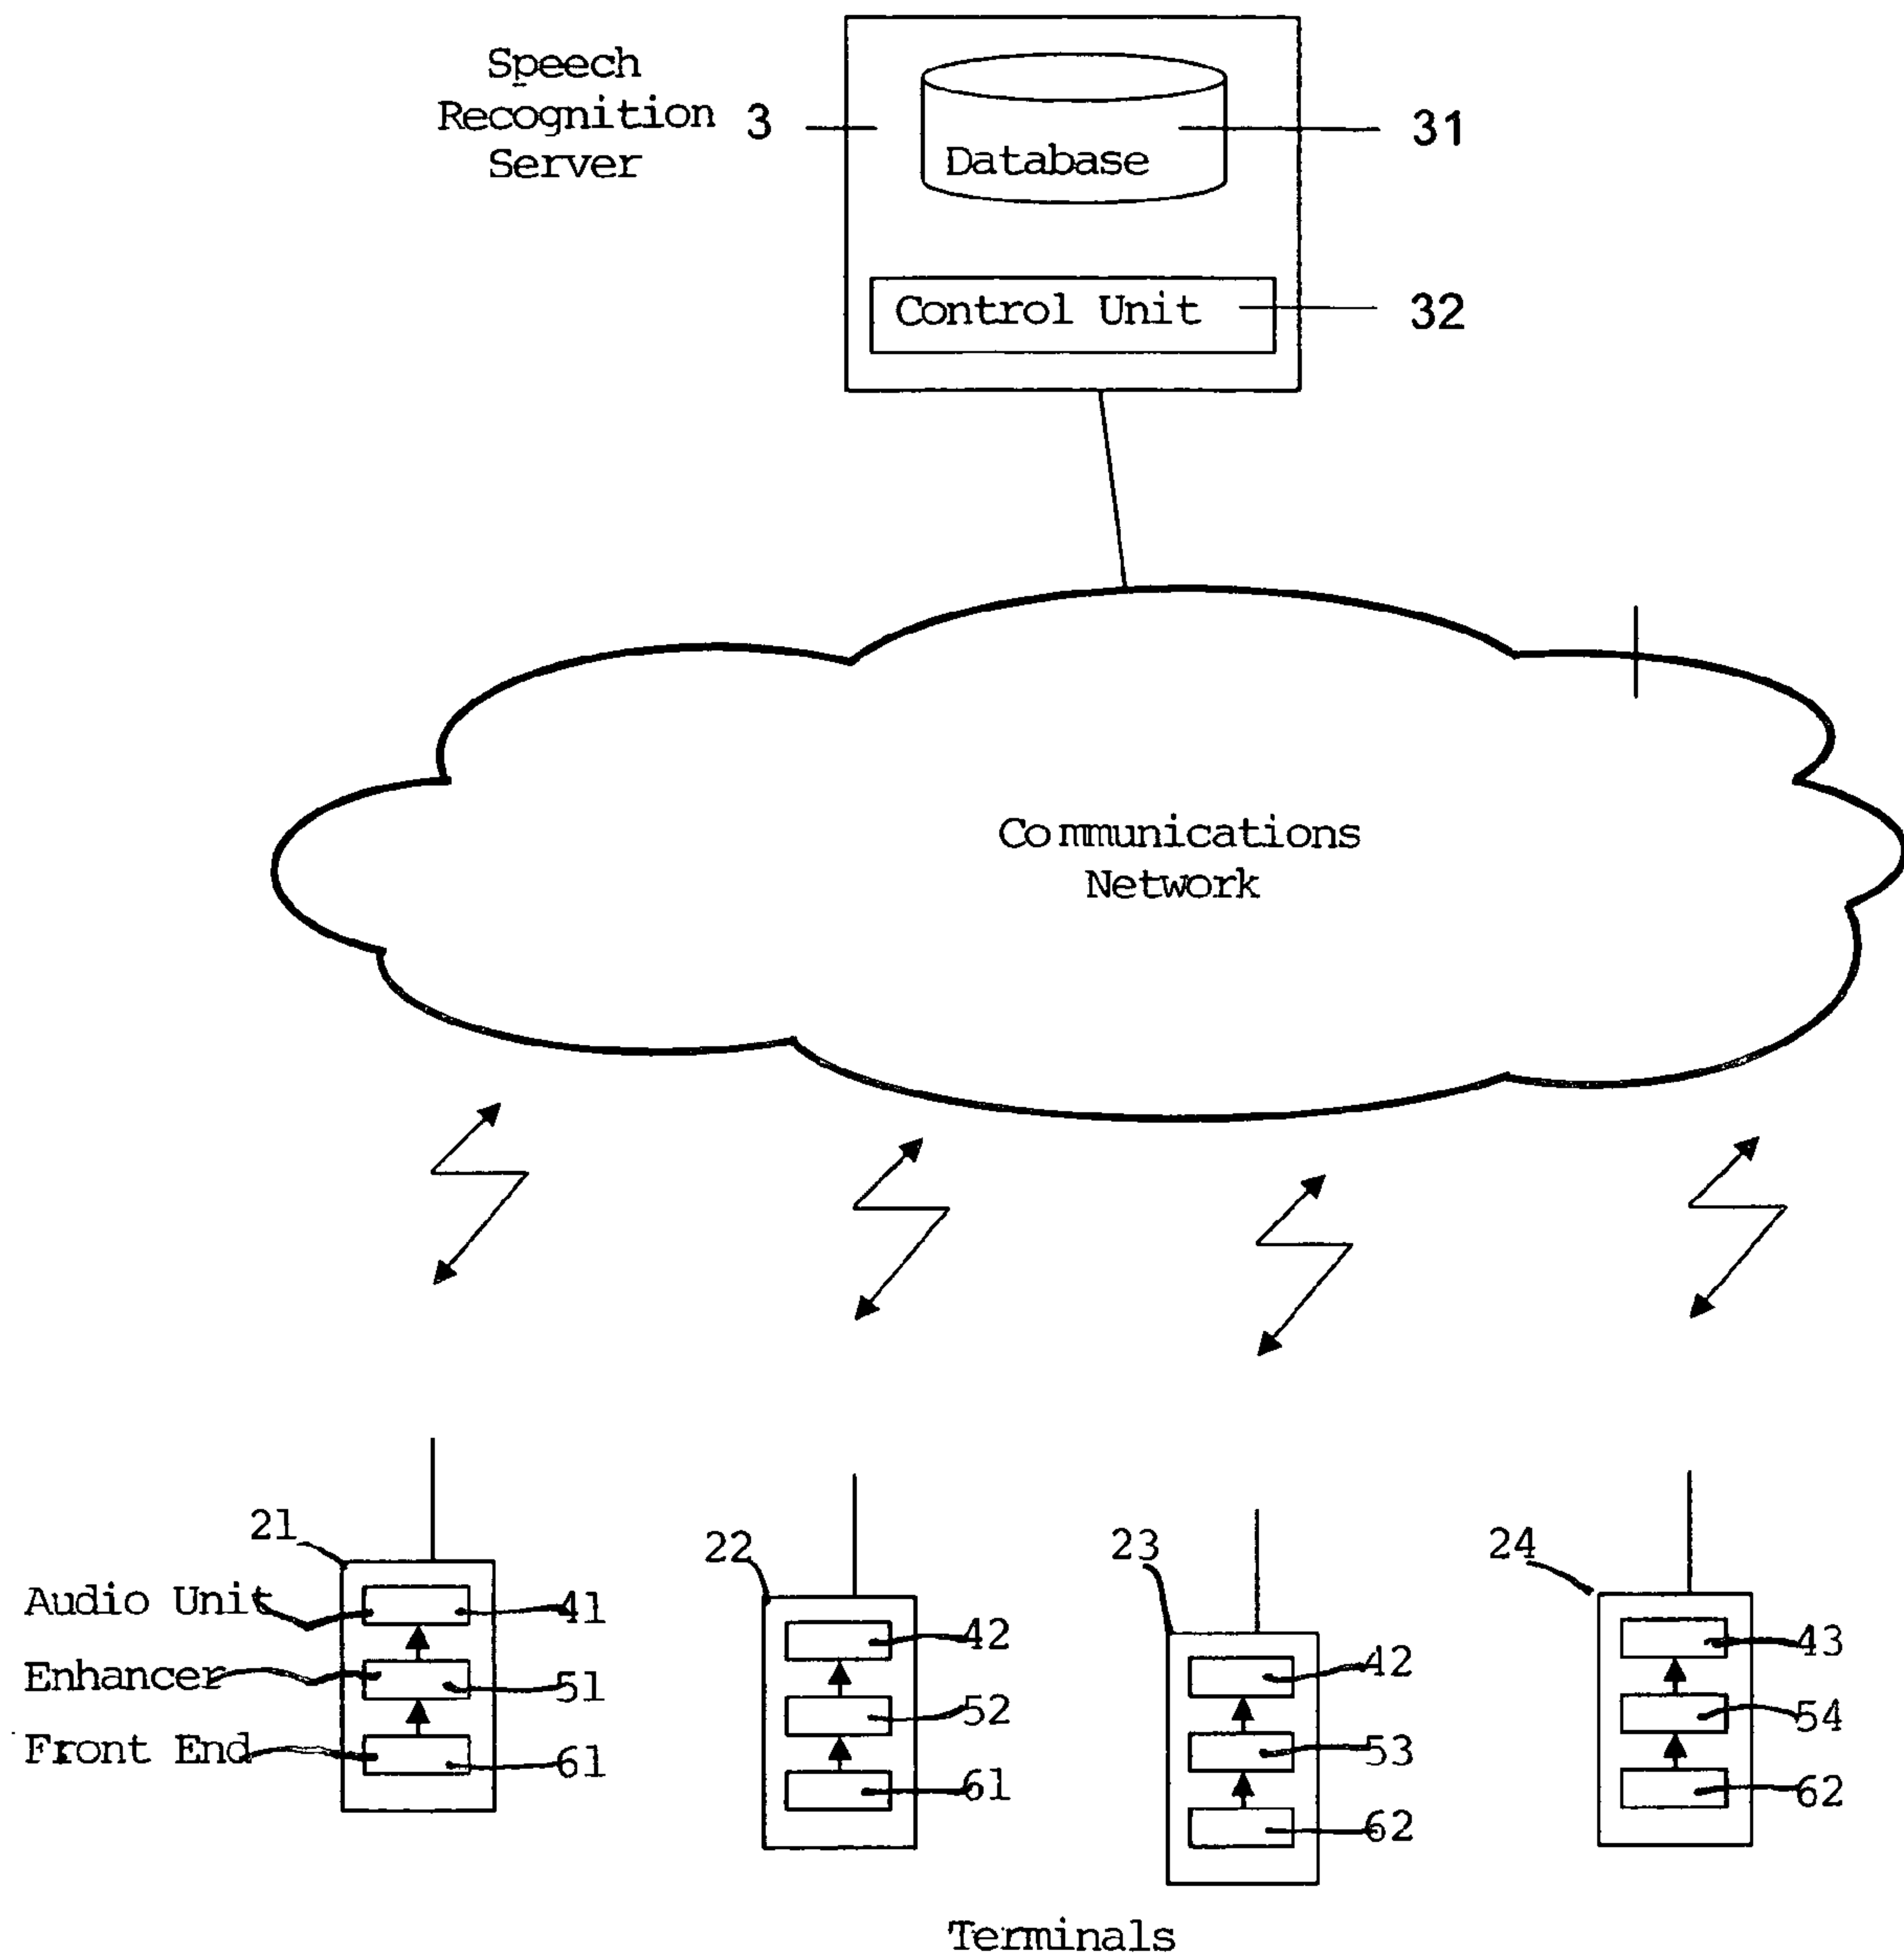 Speech
Recognition 3
Server
Database
31
Control Unit
32
Communications
Network
21
22
23
24
Audio Unit
41
42
42
43
Enhancer
51
52
53
54
Front End
61
61
62
62
Terminals